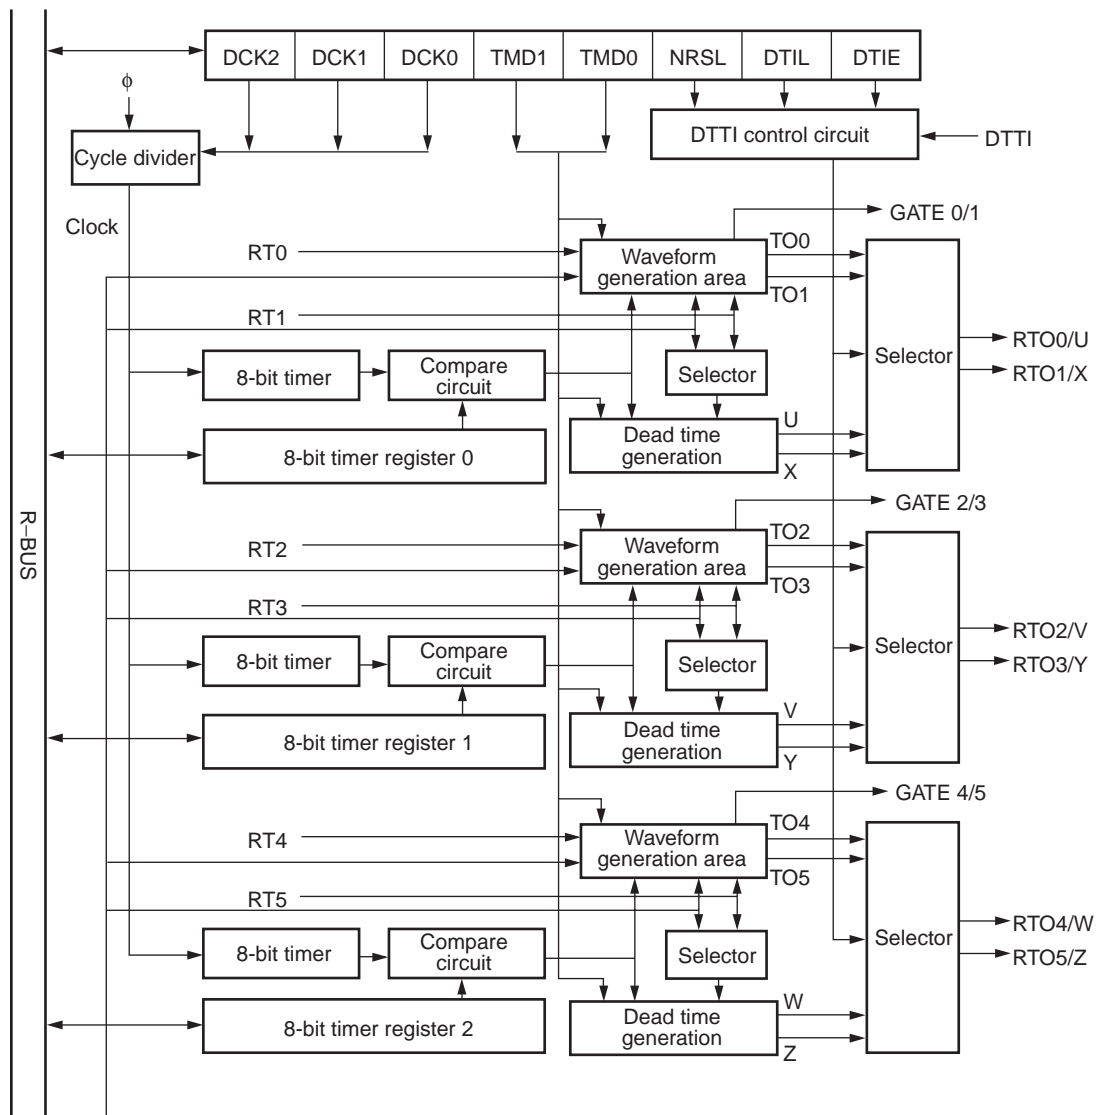 DCK2 DCK1 DCK0 TMD1 TMD0 NRSL DTIL DTIE
ϕ
Cycle divider
DTTI control circuit
DTTI
Clock
GATE 0/1
RT0
Waveform
generation area
TO0
TO1
RT1
8-bit timer
Compare
circuit
Selector
Selector
RTO0/U
RTO1/X
8-bit timer register 0
Dead time
generation
U
X
R–BUS
GATE 2/3
RT2
Waveform
generation area
TO2
TO3
RT3
8-bit timer
Compare
circuit
Selector
Selector
RTO2/V
RTO3/Y
8-bit timer register 1
Dead time
generation
V
Y
GATE 4/5
RT4
Waveform
generation area
TO4
TO5
RT5
8-bit timer
Compare
circuit
Selector
Selector
RTO4/W
RTO5/Z
8-bit timer register 2
Dead time
generation
W
Z